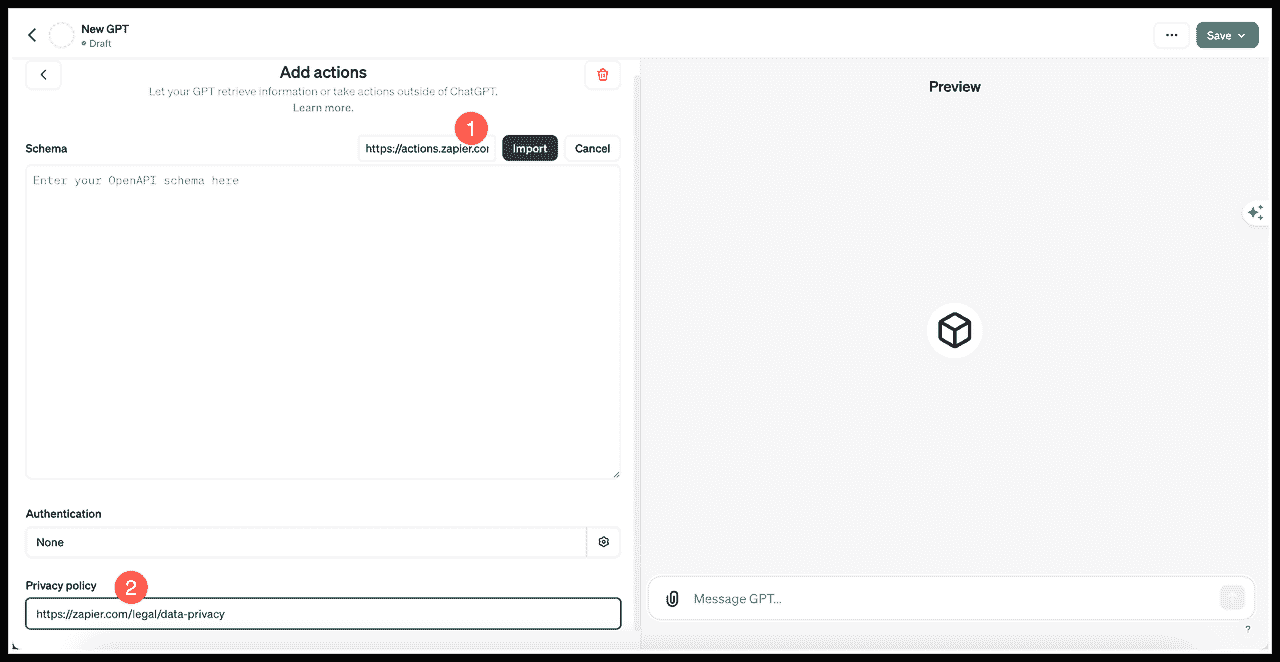 New GPT
Draft
Save
Add actions
Let your GPT retrieve information or take actions outside of ChatGPT.
Learn more.
Preview
1
Schema
https://actions.zapier.co
Import
Cancel
Enter your OpenAPI schema here
Authentication
None
Privacy policy
2
https://zapier.com/legal/data-privacy
Message GPT...
?